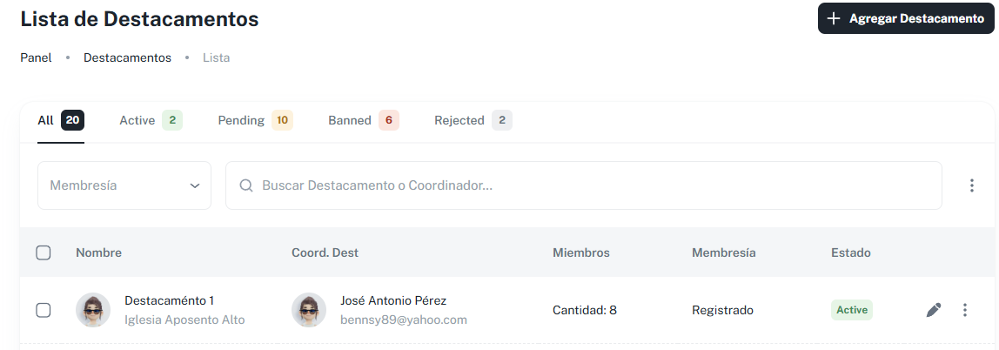 Lista de Destacamentos
Agregar Destacamento
Panel • Destacamentos • Lista
All 20 Active 2 Pending 10 Banned 6 Rejected 2
Membresía
Buscar Destacamento o Coordinador...
Nombre Coord. Dest Miembros Membresía Estado
Destacaménto 1 José Antonio Pérez
Iglesia Aposento Alto bennsy89@yahoo.com
Cantidad: 8 Registrado Active